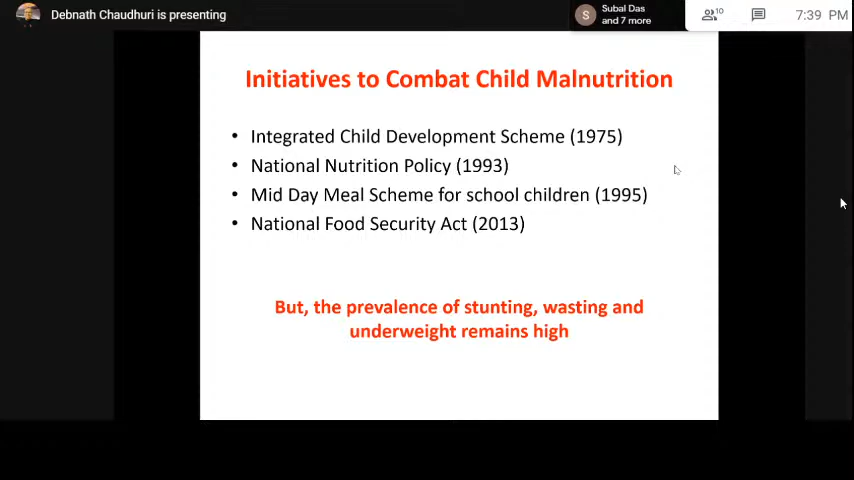 Debnath Chaudhuri is presenting
S
Subal Das
and 7 more
10
7:39 PM
Initiatives to Combat Child Malnutrition
• Integrated Child Development Scheme (1975)
• National Nutrition Policy (1993)
• Mid Day Meal Scheme for school children (1995)
• National Food Security Act (2013)
But, the prevalence of stunting, wasting and
underweight remains high